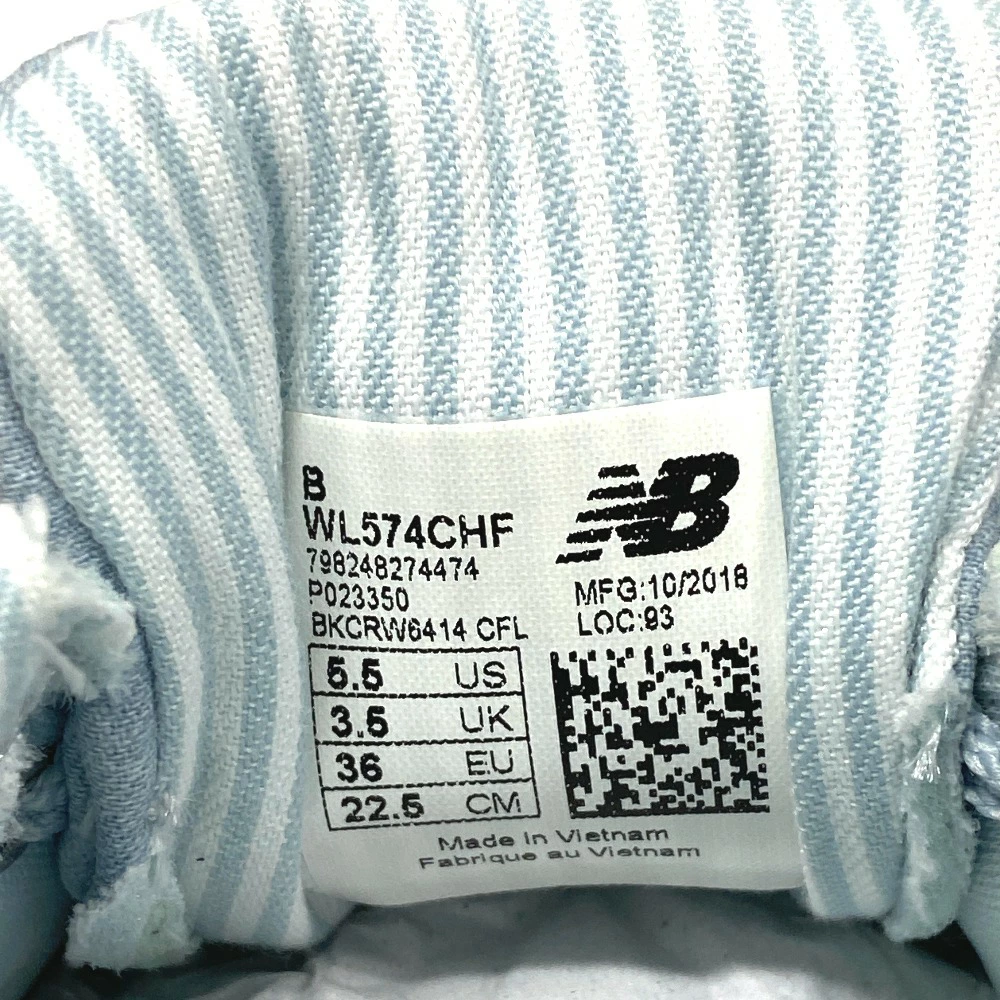 B
WL574CHF
798248274474
P023350
BKCRW6414 CFL
5.5 US
3.5 UK
36 EU
22.5 CM
NB
MFG:10/2018
LOC:93
Made in Vietnam
Fabrique au Vietnam